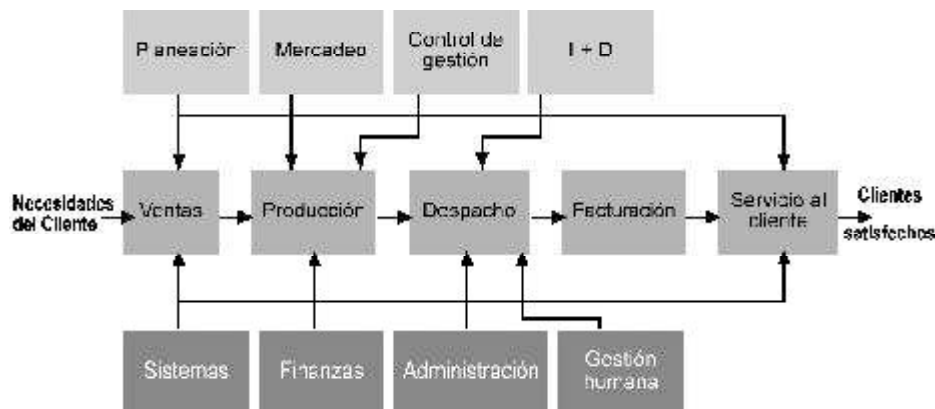 Planeación
Mercadeo
Control de
gestión
I + D
Necesidades
del Cliente
Ventas
Producción
Despacho
Facturación
Servicio al
cliente
Clientes
satisfechos
Sistemas
Finanzas
Administración
Gestión
humana